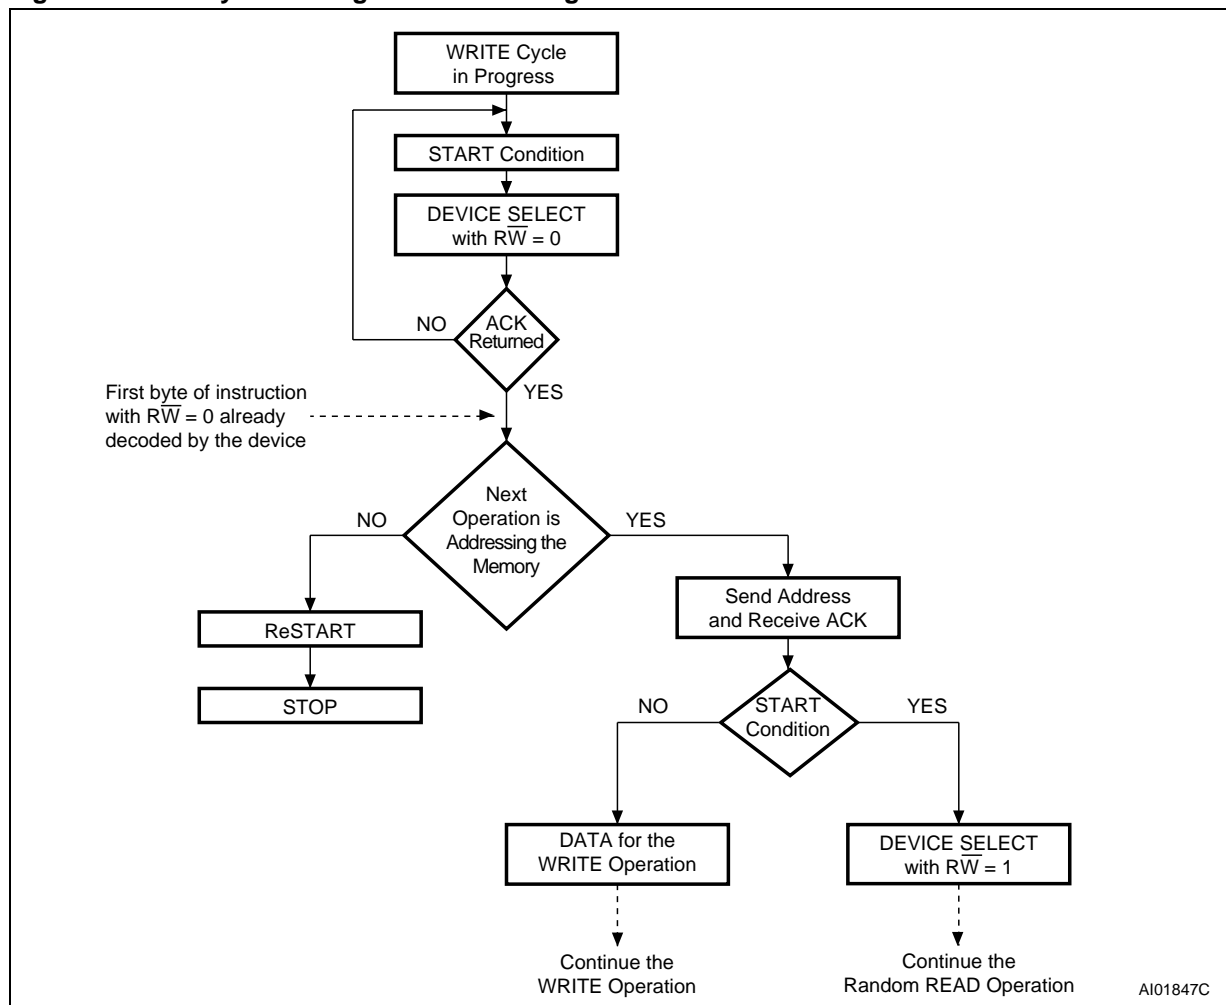 WRITE Cycle
in Progress
START Condition
DEVICE SELECT
with RW̅ = 0
NO
ACK
Returned
YES
First byte of instruction
with RW̅ = 0 already
decoded by the device
NO
Next
Operation is
Addressing the
Memory
YES
Send Address
and Receive ACK
ReSTART
STOP
NO
START
Condition
YES
DATA for the
WRITE Operation
DEVICE SELECT
with RW̅ = 1
Continue the
WRITE Operation
Continue the
Random READ Operation
AI01847C